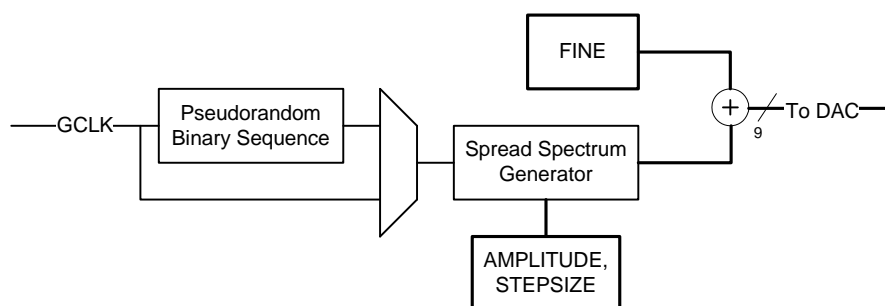 FINE
GCLK
Pseudorandom
Binary Sequence
Spread Spectrum
Generator
+
9
To DAC
AMPLITUDE,
STEPSIZE